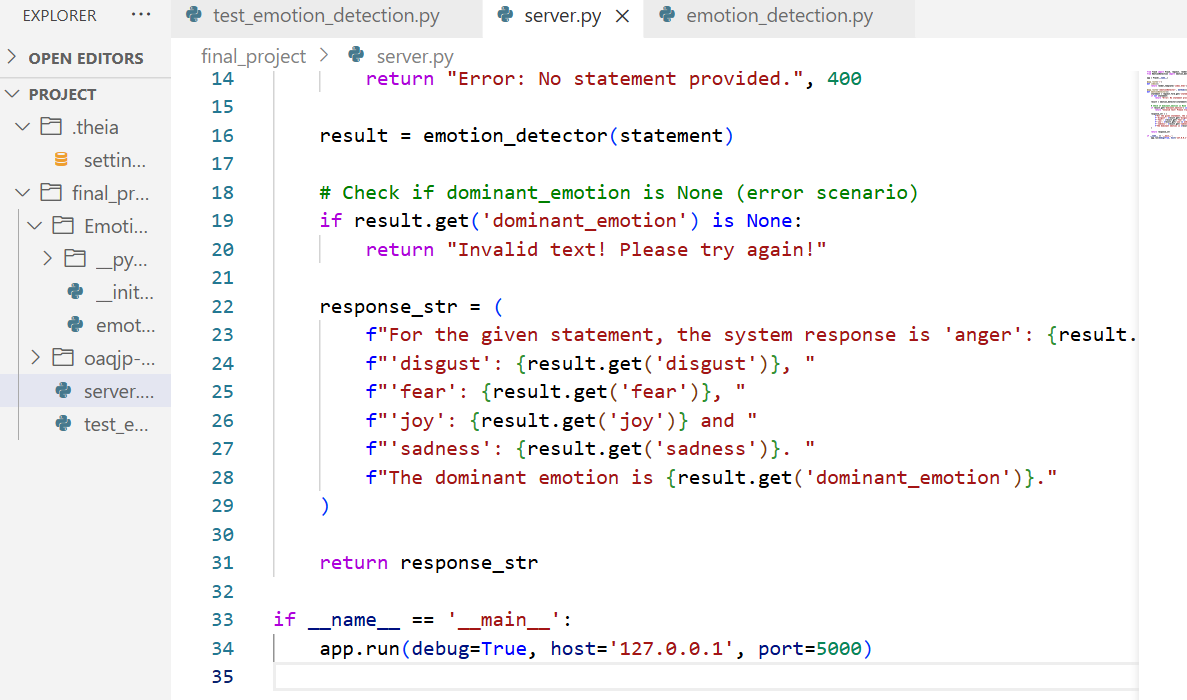 EXPLORER ...
test_emotion_detection.py server.py emotion_detection.py
OPEN EDITORS
PROJECT
.theia
settin...
final_pr...
Emoti...
__py...
__init...
emot...
oaqjp-...
server....
test_e...
final_project server.py
14 return "Error: No statement provided.", 400
15
16 result = emotion_detector(statement)
17
18 # Check if dominant_emotion is None (error scenario)
19 if result.get('dominant_emotion') is None:
20 return "Invalid text! Please try again!"
21
22 response_str = (
23 f"For the given statement, the system response is 'anger': {result.
24 f"'disgust': {result.get('disgust')}, "
25 f"'fear': {result.get('fear')}, "
26 f"'joy': {result.get('joy')} and "
27 f"'sadness': {result.get('sadness')}. "
28 f"The dominant emotion is {result.get('dominant_emotion')}."
29 )
30
31 return response_str
32
33 if __name__ == '__main__':
34 app.run(debug=True, host='127.0.0.1', port=5000)
35